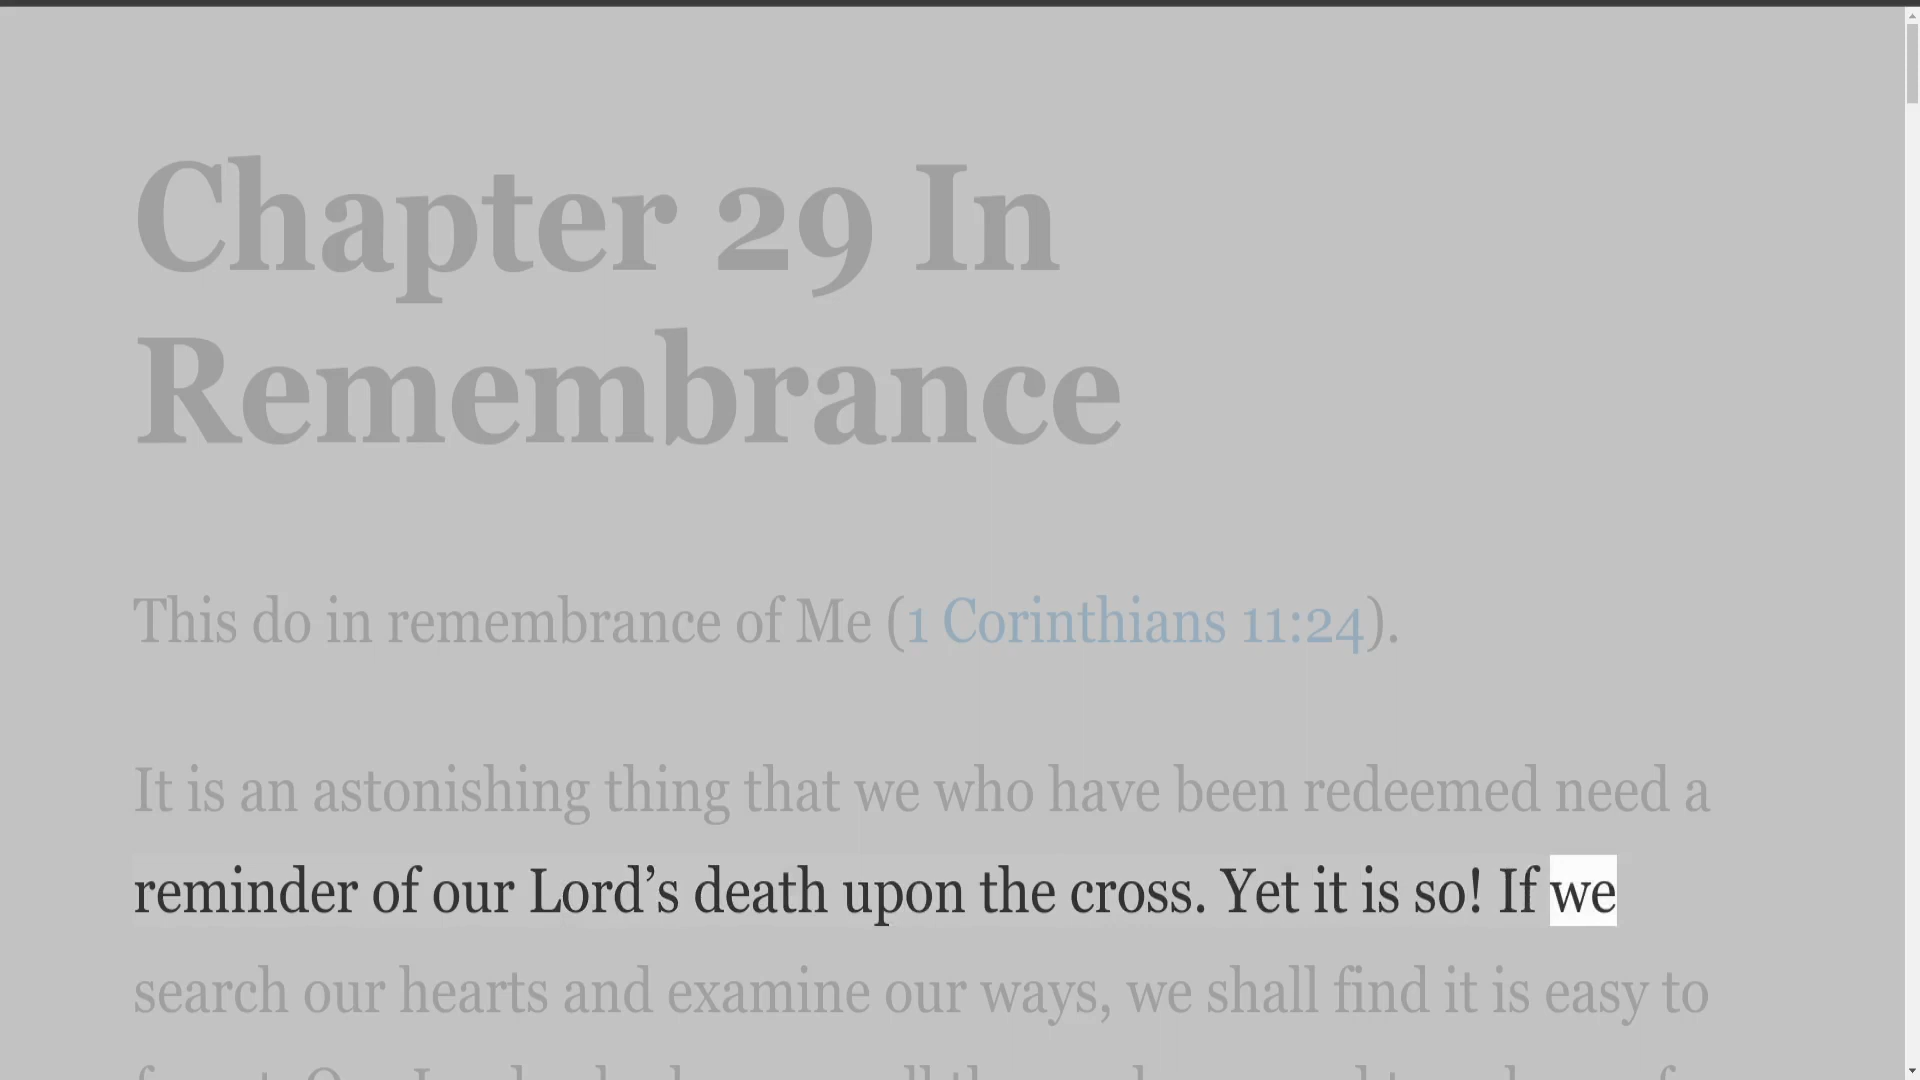 Chapter 29 In
Remembrance
This do in remembrance of Me (1 Corinthians 11:24).
It is an astonishing thing that we who have been redeemed need a
reminder of our Lord’s death upon the cross. Yet it is so! If we
search our hearts and examine our ways, we shall find it is easy to